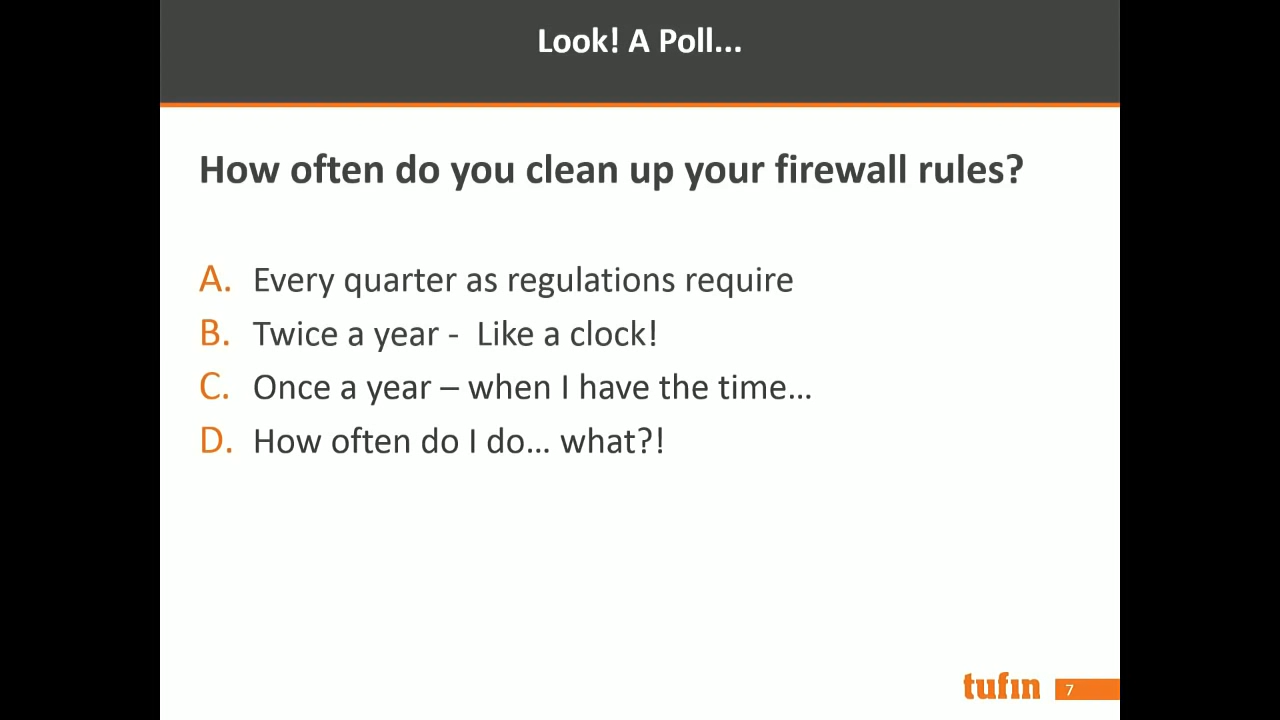 Look! A Poll...
How often do you clean up your firewall rules?
A. Every quarter as regulations require
B. Twice a year -  Like a clock!
C. Once a year – when I have the time…
D. How often do I do… what?!
tufin 7